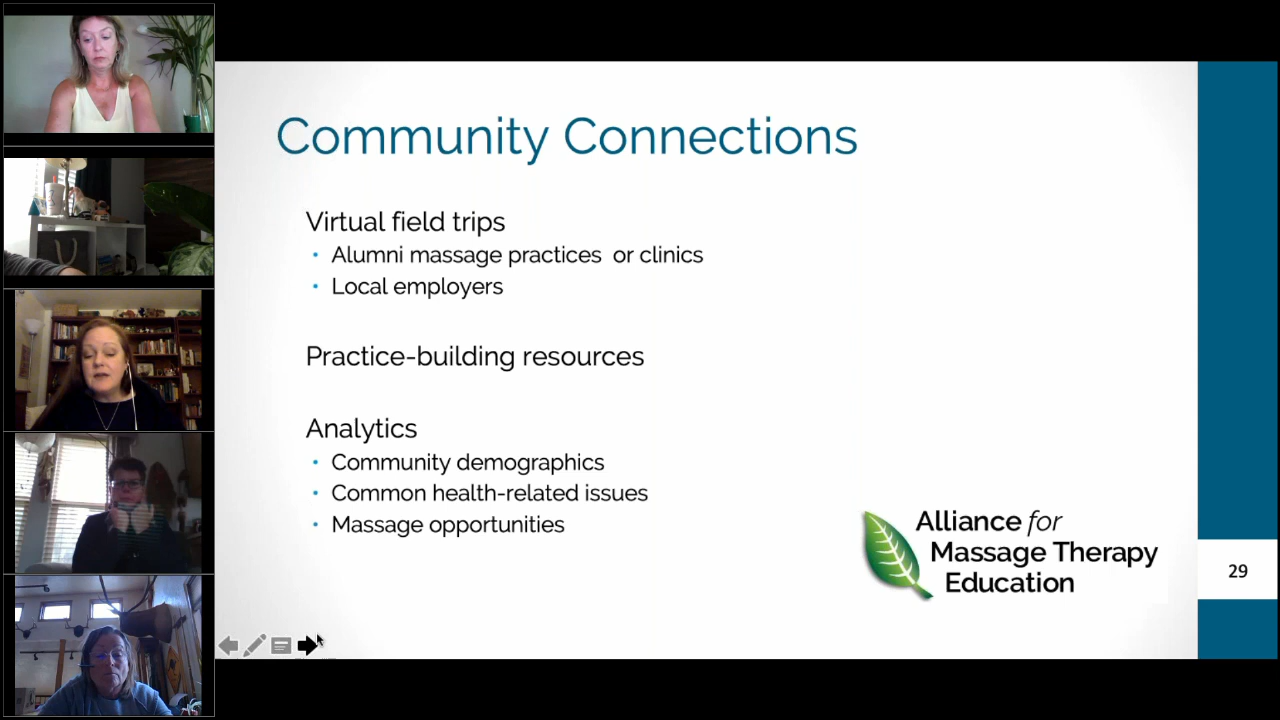 Community Connections
Virtual field trips
• Alumni massage practices or clinics
• Local employers
Practice-building resources
Analytics
• Community demographics
• Common health-related issues
• Massage opportunities
Alliance for
Massage Therapy
Education
29